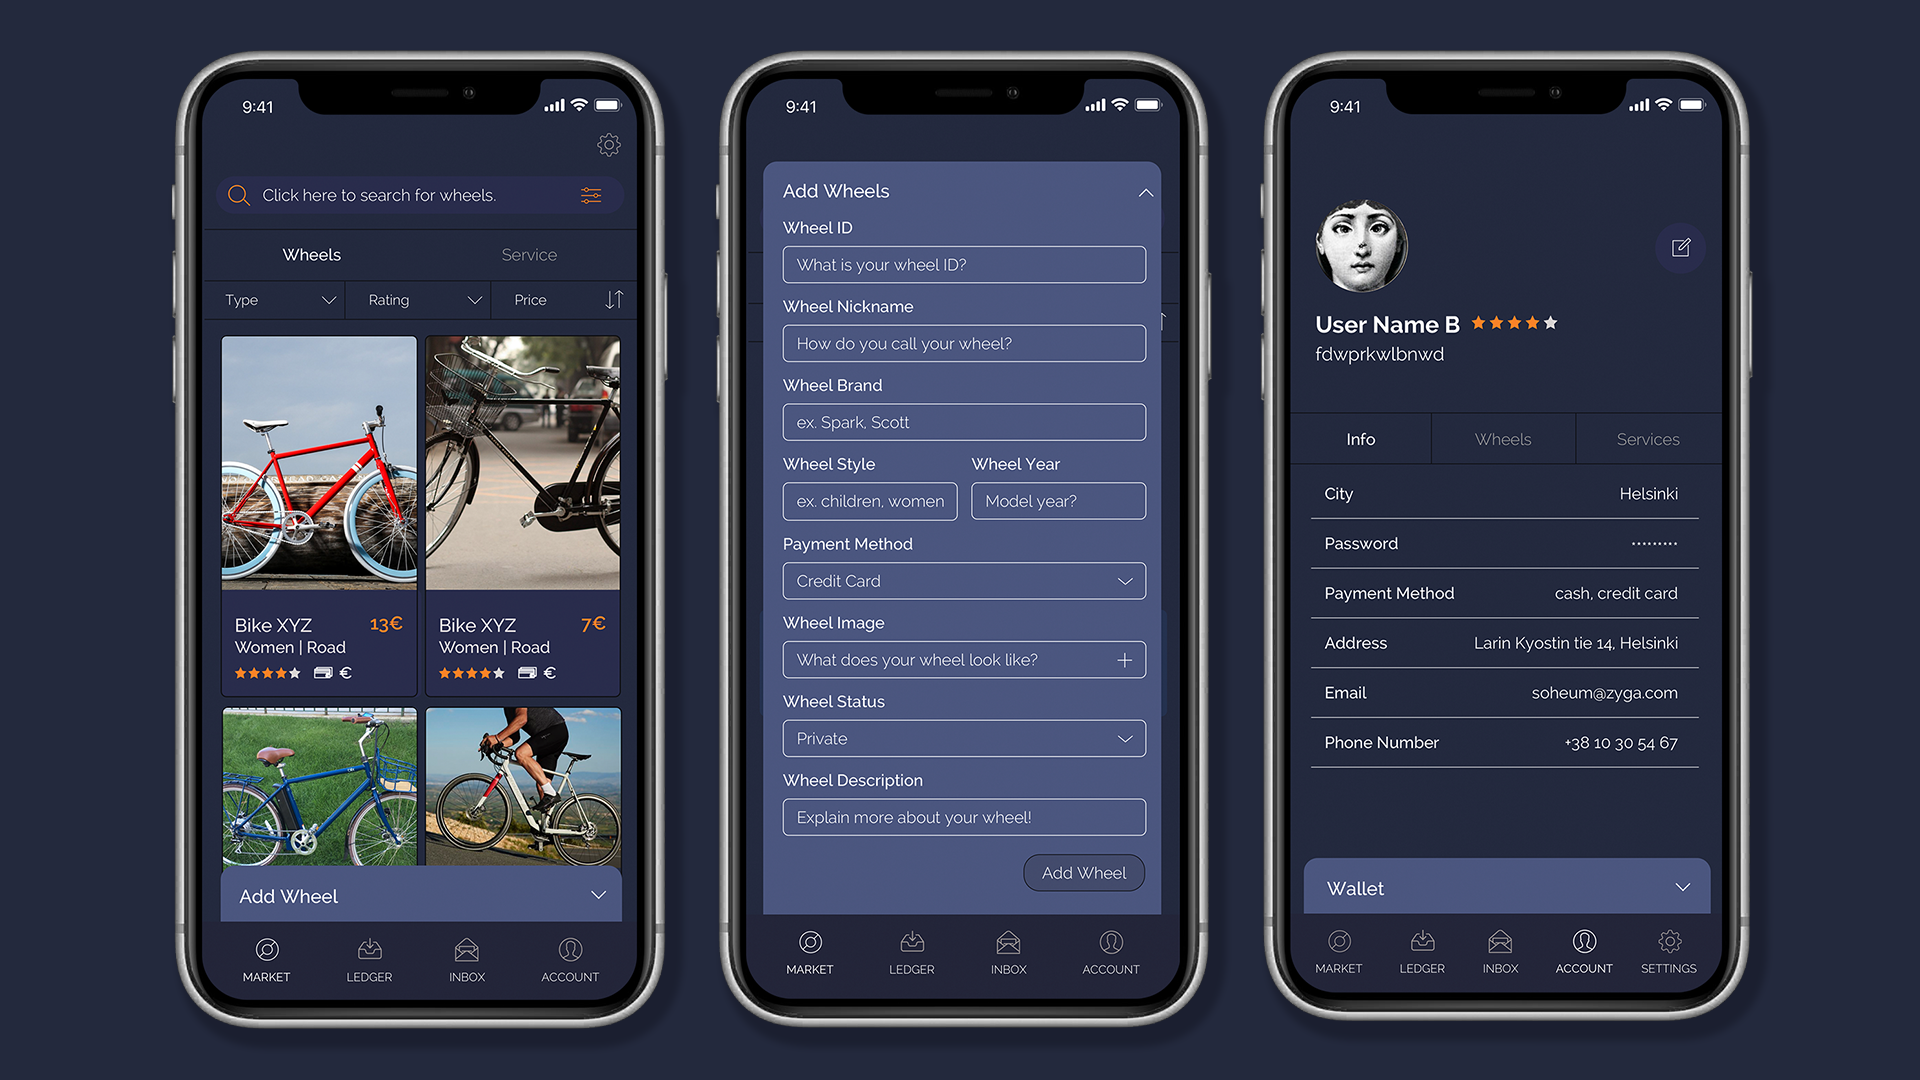 9:41
Click here to search for wheels.
Wheels Service
Type Rating Price
Bike XYZ 13€
Women | Road
€
Bike XYZ 7€
Women | Road
€
Add Wheel
MARKET LEDGER INBOX ACCOUNT
9:41
Add Wheels
Wheel ID
What is your wheel ID?
Wheel Nickname
How do you call your wheel?
Wheel Brand
ex. Spark, Scott
Wheel Style Wheel Year
ex. children, women Model year?
Payment Method
Credit Card
Wheel Image
What does your wheel look like?
Wheel Status
Private
Wheel Description
Explain more about your wheel!
Add Wheel
MARKET LEDGER INBOX ACCOUNT
9:41
User Name B
fdwprkwlbnwd
Info Wheels Services
City Helsinki
Password ·········
Payment Method cash, credit card
Address Larin Kyostin tie 14, Helsinki
Email soheum@zyga.com
Phone Number +38 10 30 54 67
Wallet
MARKET LEDGER INBOX ACCOUNT SETTINGS